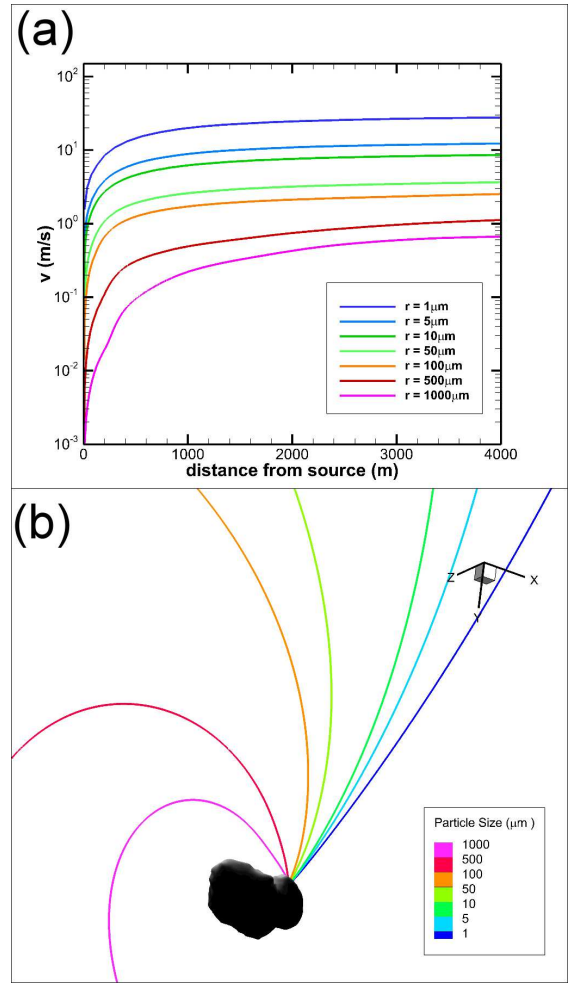 (a)
10²
10¹
10⁰
10⁻¹
10⁻²
10⁻³
v (m/s)
r = 1μm
r = 5μm
r = 10μm
r = 50μm
r = 100μm
r = 500μm
r = 1000μm
0 1000 2000 3000 4000
distance from source (m)
(b)
Z X
Y
Particle Size (μm )
1000
500
100
50
10
5
1